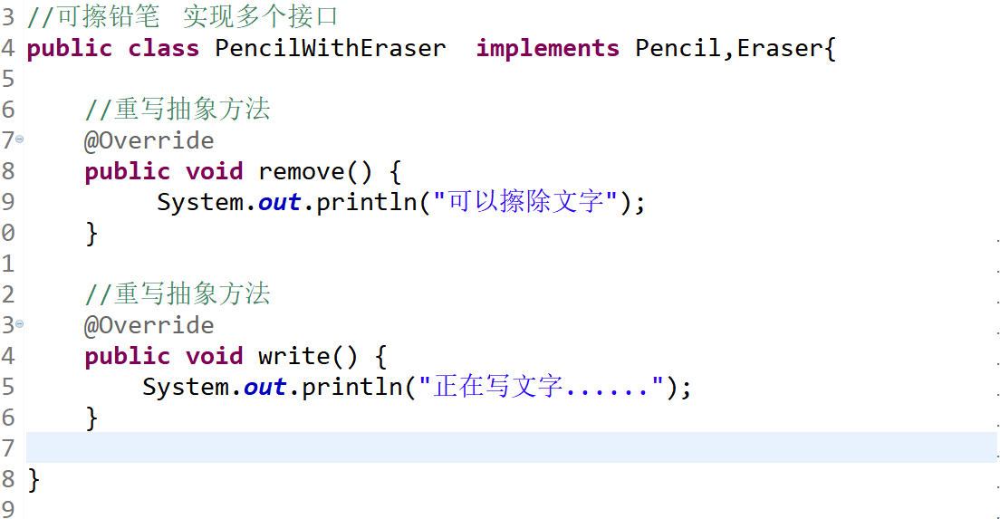 3 //可擦铅笔 实现多个接口
4 public class PencilWithEraser  implements Pencil,Eraser{
5
6     //重写抽象方法
7     @Override
8     public void remove() {
9          System.out.println("可以擦除文字");
0     }
1
2     //重写抽象方法
3     @Override
4     public void write() {
5         System.out.println("正在写文字......");
6     }
7
8 }
9